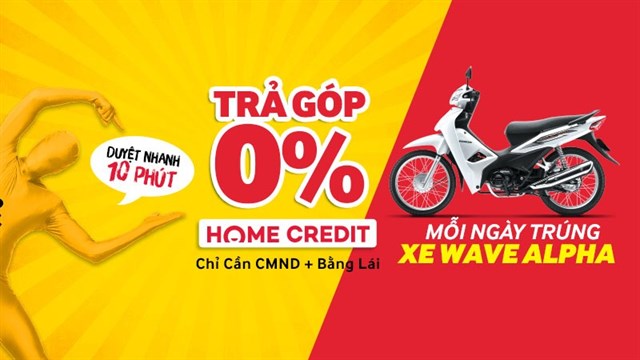 DUYỆT NHANH
10 PHÚT
TRẢ GÓP
0%
HOME CREDIT
Chỉ Cần CMND + Bằng Lái
MỖI NGÀY TRÚNG
XE WAVE ALPHA